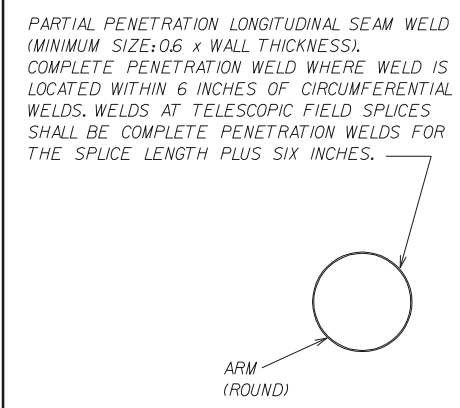 PARTIAL PENETRATION LONGITUDINAL SEAM WELD
(MINIMUM SIZE: 0.6 x WALL THICKNESS).
COMPLETE PENETRATION WELD WHERE WELD IS
LOCATED WITHIN 6 INCHES OF CIRCUMFERENTIAL
WELDS. WELDS AT TELESCOPIC FIELD SPLICES
SHALL BE COMPLETE PENETRATION WELDS FOR
THE SPLICE LENGTH PLUS SIX INCHES.
ARM
(ROUND)